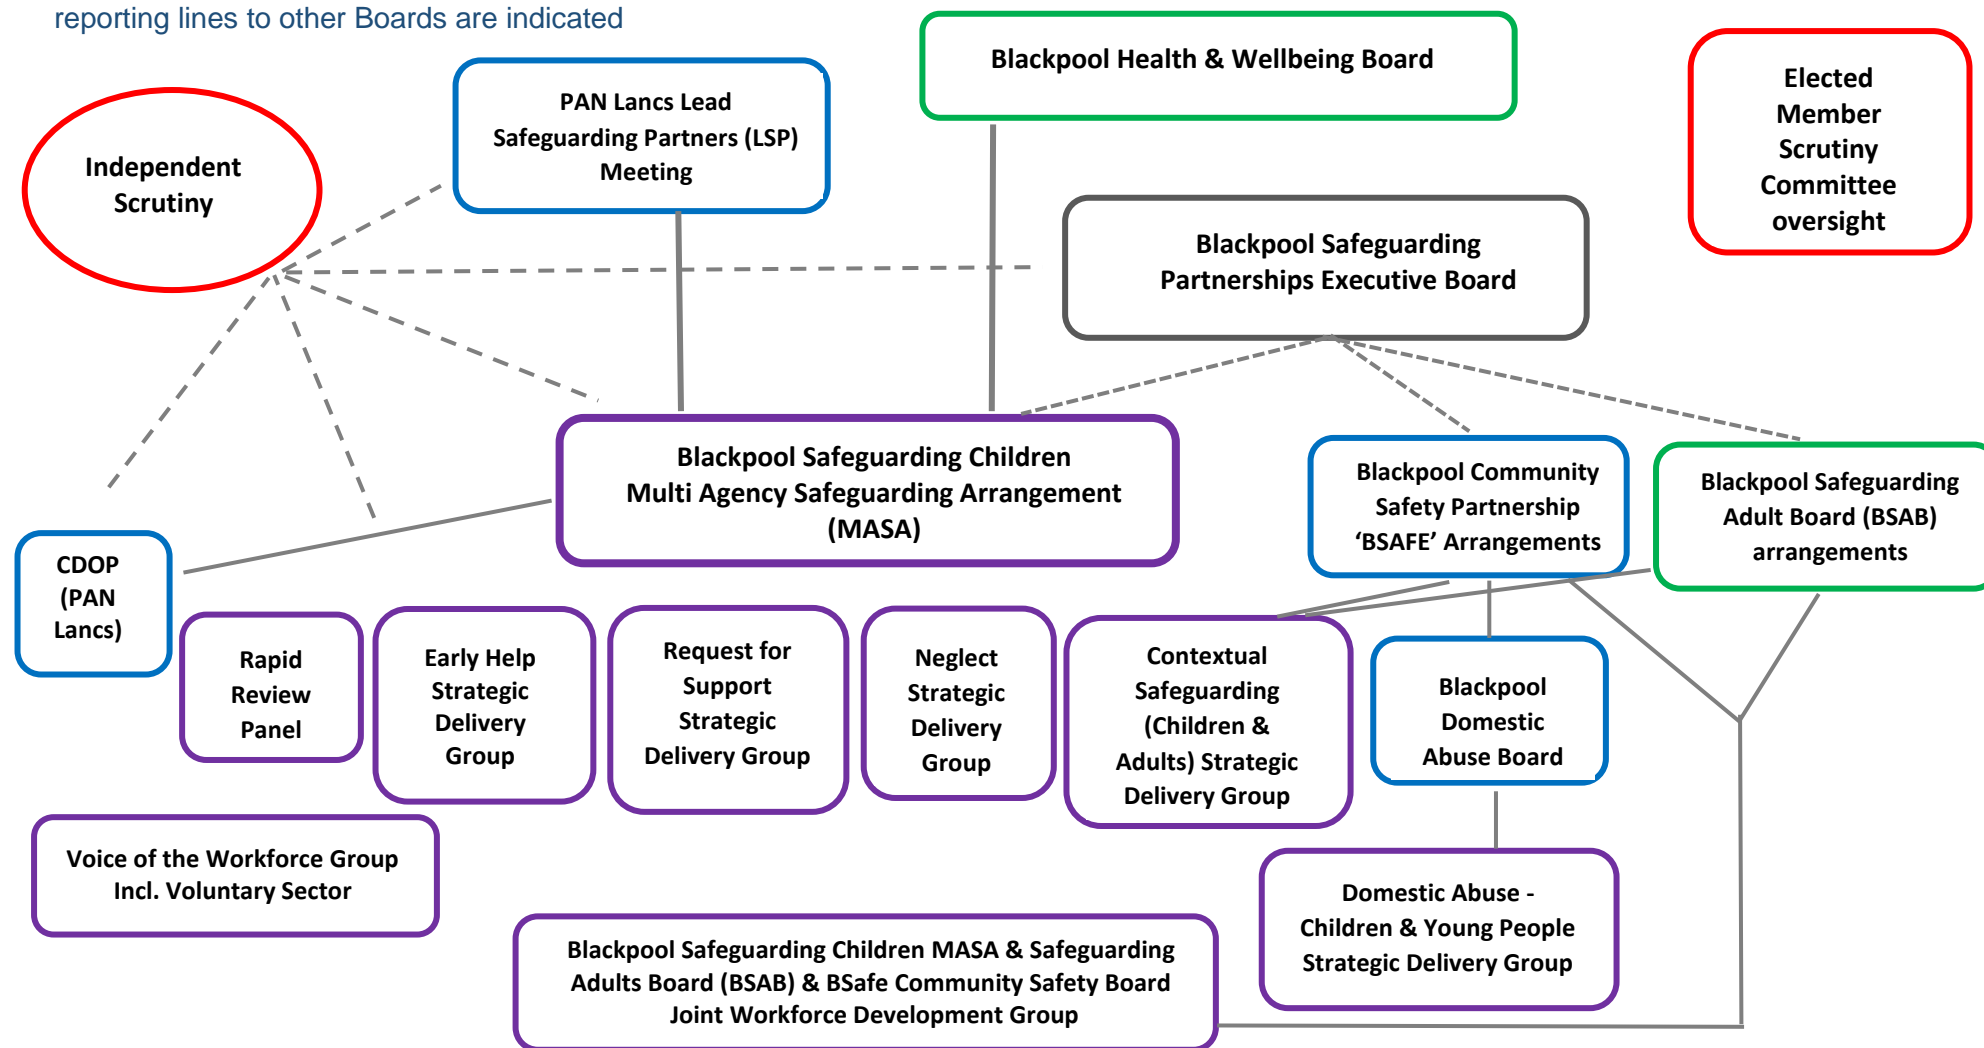 reporting lines to other Boards are indicated
Blackpool Health & Wellbeing Board
Elected
Member
Scrutiny
Committee
oversight
PAN Lancs Lead
Safeguarding Partners (LSP)
Meeting
Independent
Scrutiny
Blackpool Safeguarding
Partnerships Executive Board
Blackpool Safeguarding Children
Multi Agency Safeguarding Arrangement
(MASA)
Blackpool Community
Safety Partnership
‘BSAFE’ Arrangements
Blackpool Safeguarding
Adult Board (BSAB)
arrangements
CDOP
(PAN
Lancs)
Rapid
Review
Panel
Early Help
Strategic
Delivery
Group
Request for
Support
Strategic
Delivery Group
Neglect
Strategic
Delivery
Group
Contextual
Safeguarding
(Children &
Adults) Strategic
Delivery Group
Blackpool
Domestic
Abuse Board
Voice of the Workforce Group
Incl. Voluntary Sector
Domestic Abuse -
Children & Young People
Strategic Delivery Group
Blackpool Safeguarding Children MASA & Safeguarding
Adults Board (BSAB) & BSafe Community Safety Board
Joint Workforce Development Group